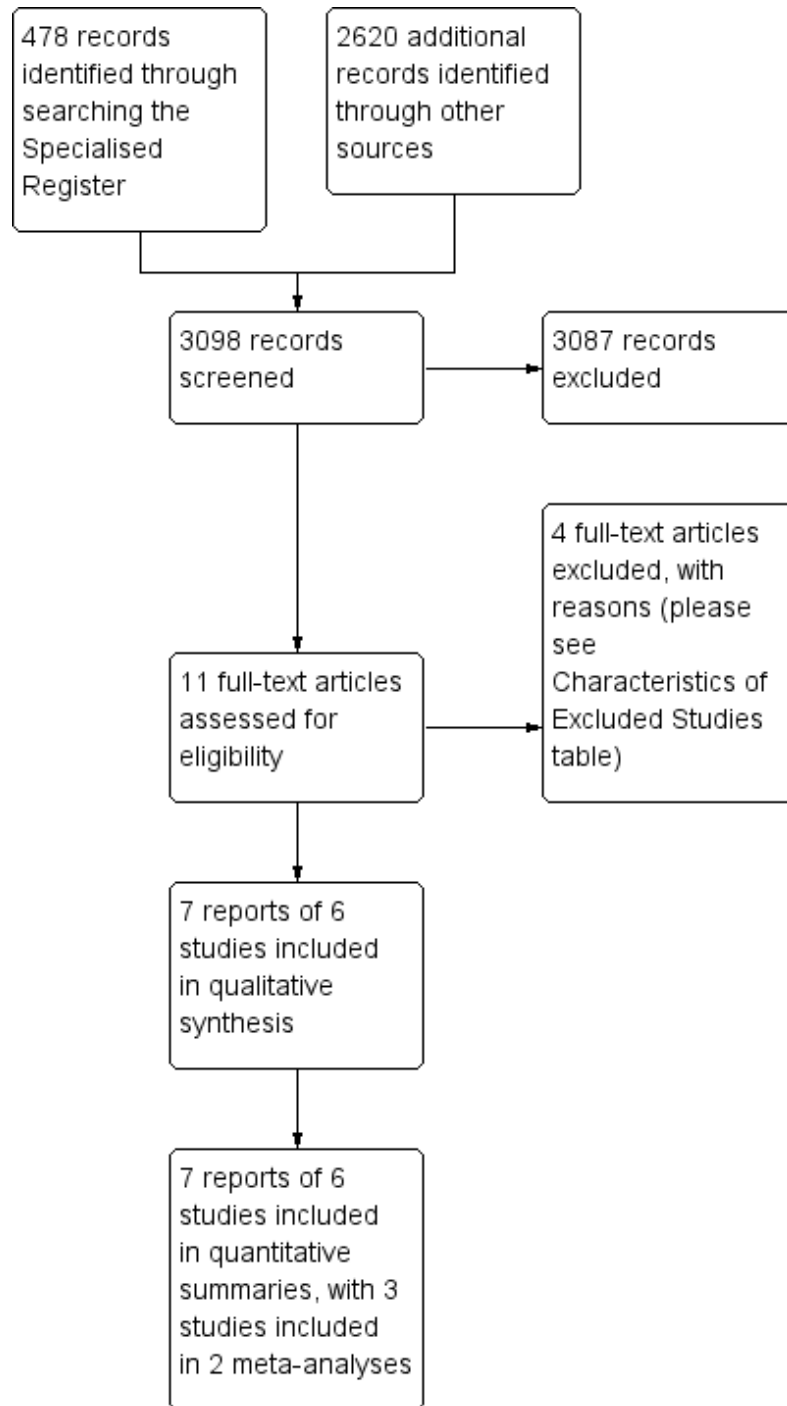 478 records
identified through
searching the
Specialised
Register
2620 additional
records identified
through other
sources
3098 records
screened
3087 records
excluded
4 full-text articles
excluded, with
reasons (please
see
Characteristics of
Excluded Studies
table)
11 full-text articles
assessed for
eligibility
7 reports of 6
studies included
in qualitative
synthesis
7 reports of 6
studies included
in quantitative
summaries, with 3
studies included
in 2 meta-analyses